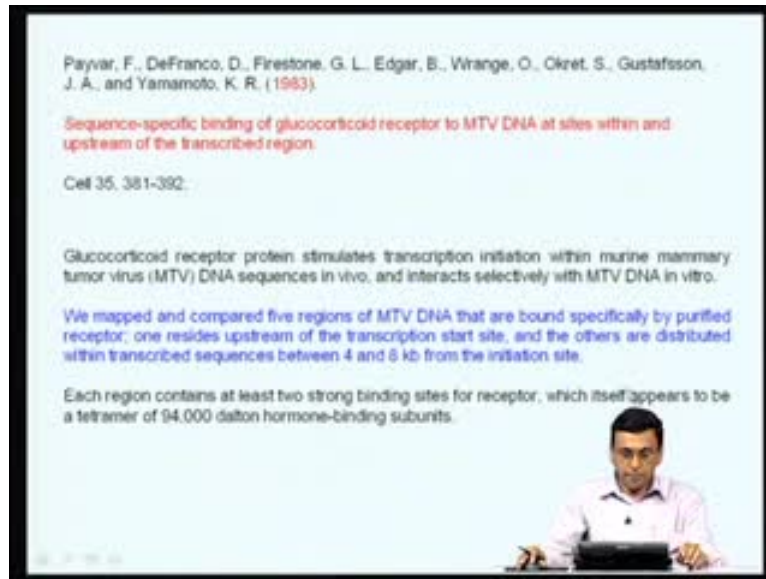 Payvar, F., DeFranco, D., Firestone, G. L., Edgar, B., Wrange, O., Okret, S., Gustafsson,
J. A., and Yamamoto, K. R. (1983).
Sequence-specific binding of glucocorticoid receptor to MTV DNA at sites within and
upstream of the transcribed region.
Cell 35, 381-392.
Glucocorticoid receptor protein stimulates transcription initiation within murine mammary
tumor virus (MTV) DNA sequences in vivo, and interacts selectively with MTV DNA in vitro.
We mapped and compared five regions of MTV DNA that are bound specifically by purified
receptor; one resides upstream of the transcription start site, and the others are distributed
within transcribed sequences between 4 and 8 kb from the initiation site.
Each region contains at least two strong binding sites for receptor, which itself appears to be
a tetramer of 94,000 dalton hormone-binding subunits.